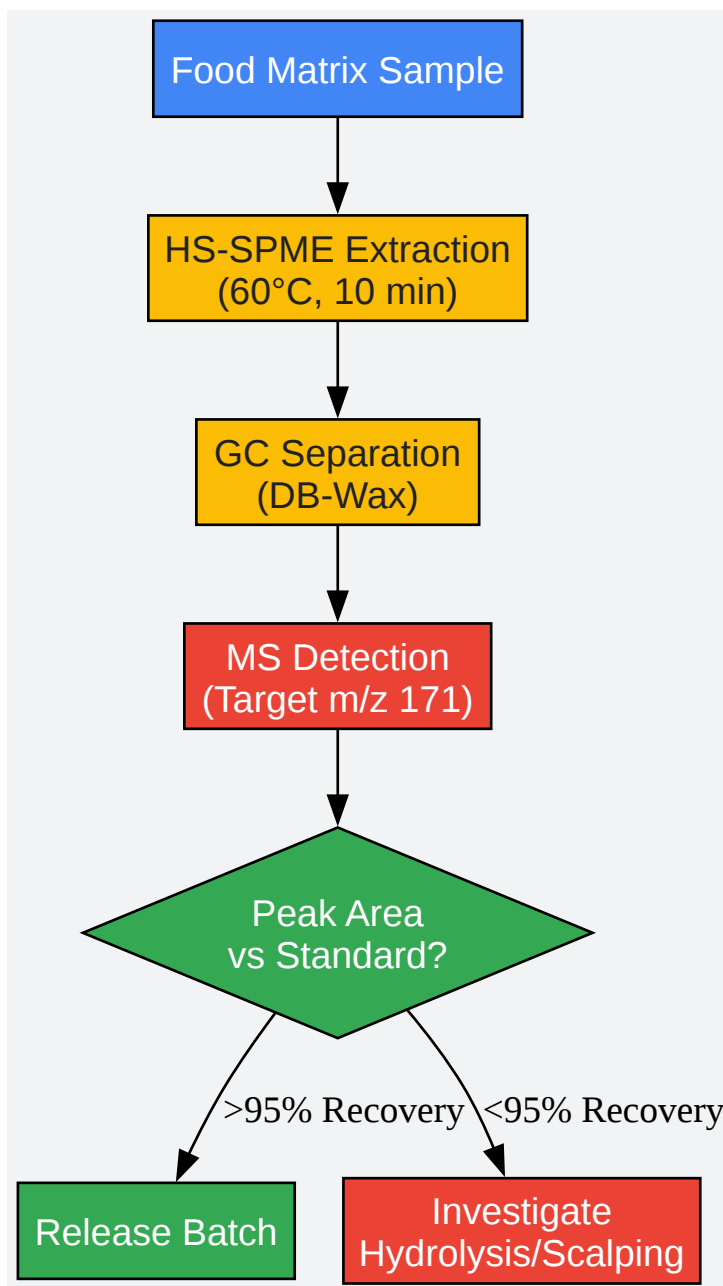 Food Matrix Sample
HS-SPME Extraction
(60°C, 10 min)
GC Separation
(DB-Wax)
MS Detection
(Target m/z 171)
Peak Area
vs Standard?
>95% Recovery
<95% Recovery
Release Batch
Investigate
Hydrolysis/Scalping